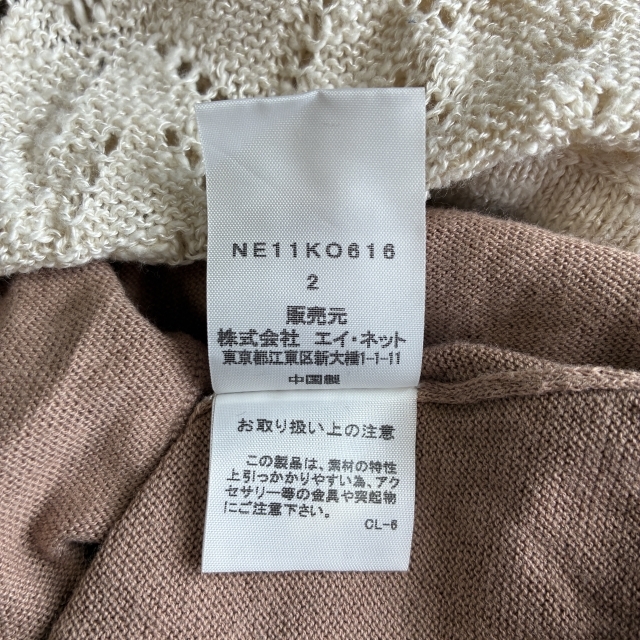 NE11KO616
2
販売元
株式会社 エイ・ネット
東京都江東区新大橋1-1-11
中国製
お取り扱い上の注意
この製品は、素材の特性
上引っかかりやすい為、アク
セサリー等の金具や突起物
にご注意下さい。
CL-6